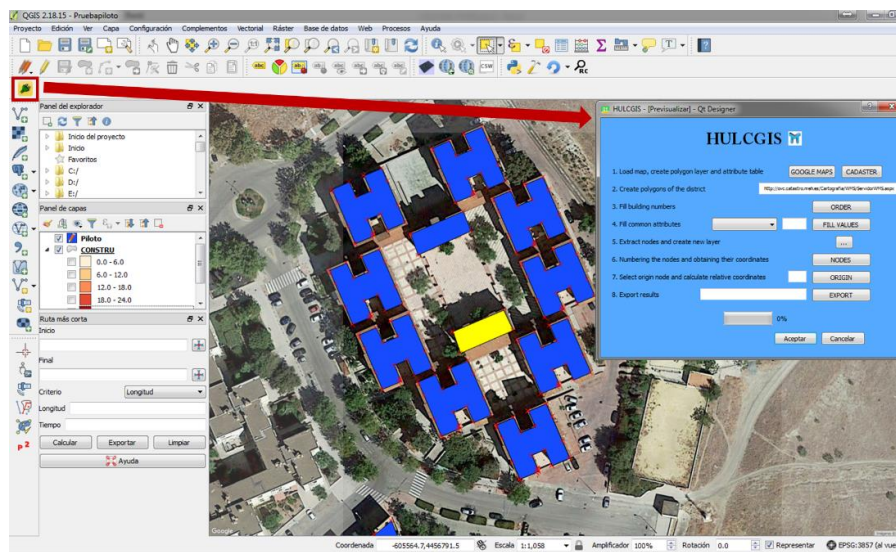 QGIS 2.18.15 - Pruebapiloto
Proyecto Edición Ver Capa Configuración Complementos Vectorial Ráster Base de datos Web Procesos Ayuda
Panel del explorador
Inicio del proyecto
Inicio
Favoritos
C:/
D:/
E:/
Panel de capas
Piloto
CONSTRU
0.0 - 6.0
6.0 - 12.0
12.0 - 18.0
18.0 - 24.0
Ruta más corta
Inicio
Final
Criterio Longitud
Longitud
Tiempo
Calcular Exportar Limpiar
Ayuda
Google
HULCGIS - [Previsualizar] - Qt Designer
HULCGIS
1. Load map, create polygon layer and attribute table GOOGLE MAPS CADASTER
2. Create polygons of the district
3. Fill building numbers ORDER
4. Fill common attributes FILL VALUES
5. Extract nodes and create new layer ...
6. Numbering the nodes and obtaining their coordinates NODES
7. Select origin node and calculate relative coordinates ORIGIN
8. Export results EXPORT
0%
Aceptar Cancelar
Coordenada -605564.7,4456791.5 Escala 1:1,058 Amplificador 100% Rotación 0.0 Representar EPSG:3857 (al vue